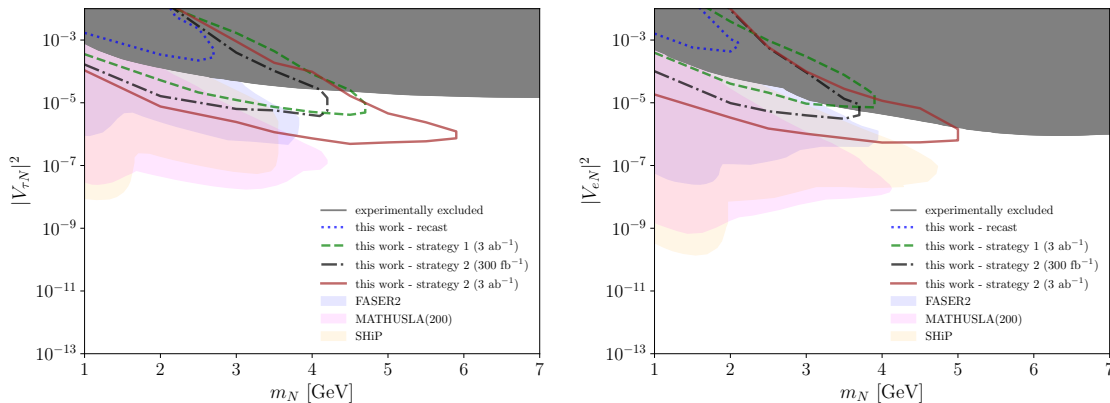 10⁻³
10⁻⁵
10⁻⁷
10⁻⁹
10⁻¹¹
10⁻¹³
|V_{τN}|²
experimentally excluded
this work - recast
this work - strategy 1 (3 ab⁻¹)
this work - strategy 2 (300 fb⁻¹)
this work - strategy 2 (3 ab⁻¹)
FASER2
MATHUSLA(200)
SHiP
1 2 3 4 5 6 7
m_N [GeV]
10⁻³
10⁻⁵
10⁻⁷
10⁻⁹
10⁻¹¹
10⁻¹³
|V_{eN}|²
experimentally excluded
this work - recast
this work - strategy 1 (3 ab⁻¹)
this work - strategy 2 (300 fb⁻¹)
this work - strategy 2 (3 ab⁻¹)
FASER2
MATHUSLA(200)
SHiP
1 2 3 4 5 6 7
m_N [GeV]